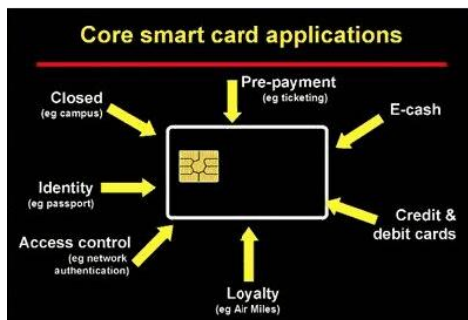 Core smart card applications
Pre-payment
(eg ticketing)
Closed
(eg campus)
E-cash
Identity
(eg passport)
Credit &
debit cards
Access control
(eg network
authentication)
Loyalty
(eg Air Miles)